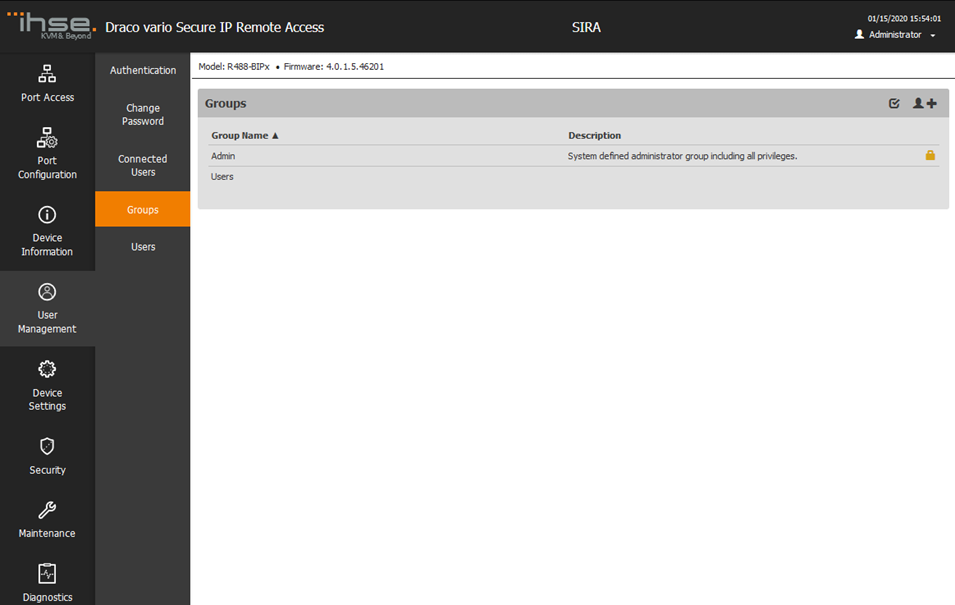 ihse.
KVM & Beyond
Draco vario Secure IP Remote Access
SIRA
01/15/2020 15:54:01
Administrator
Port Access
Port
Configuration
Device
Information
User
Management
Device
Settings
Security
Maintenance
Diagnostics
Authentication
Change
Password
Connected
Users
Groups
Users
Model: R488-BIPx • Firmware: 4.0.1.5.46201
Groups
Group Name ▲ Description
Admin System defined administrator group including all privileges.
Users